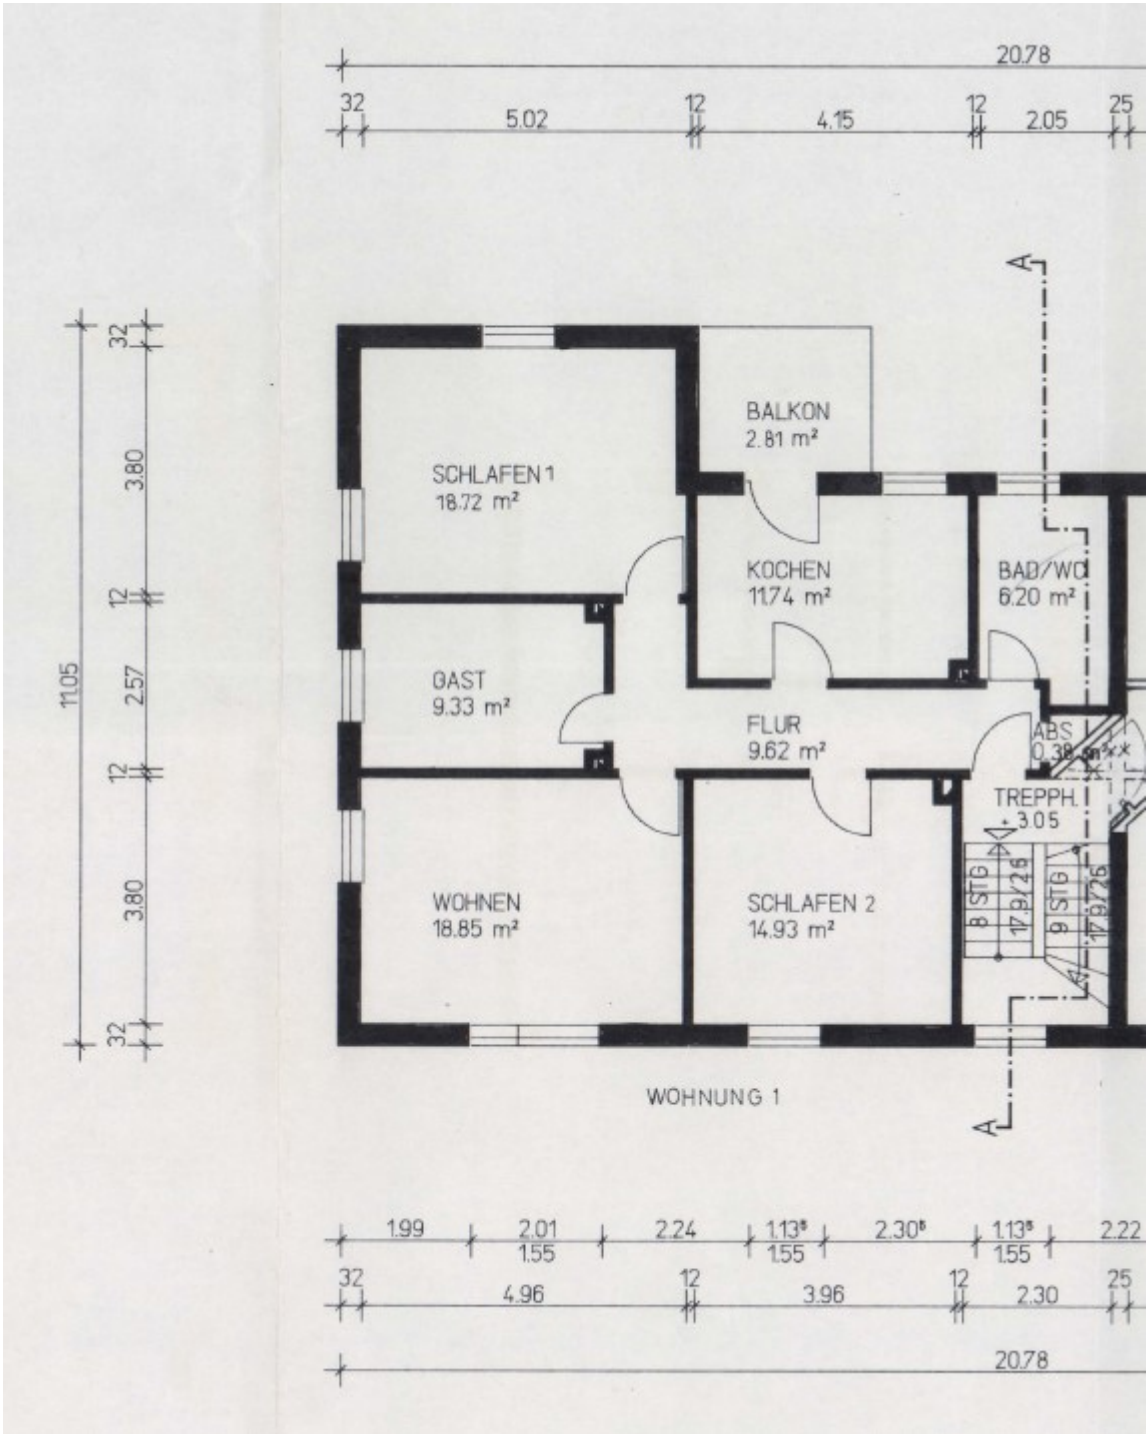 20.78
32
5.02
12
4.15
12
2.05
25
A
32
3.80
12
2.57
12
3.80
32
11.05
BALKON
2.81 m²
SCHLAFEN 1
18.72 m²
KOCHEN
11.74 m²
BAD/WC
6.20 m²
GAST
9.33 m²
FLUR
9.62 m²
ABS
0.38 m²
TREPPH.
+ 3.05
WOHNEN
18.85 m²
SCHLAFEN 2
14.93 m²
8 STG
17.9/26
9 STG
17.9/26
WOHNUNG 1
A
1.99
2.01
1.55
2.24
1.13⁵
1.55
2.30⁵
1.13⁵
1.55
2.22
32
4.96
12
3.96
12
2.30
25
20.78